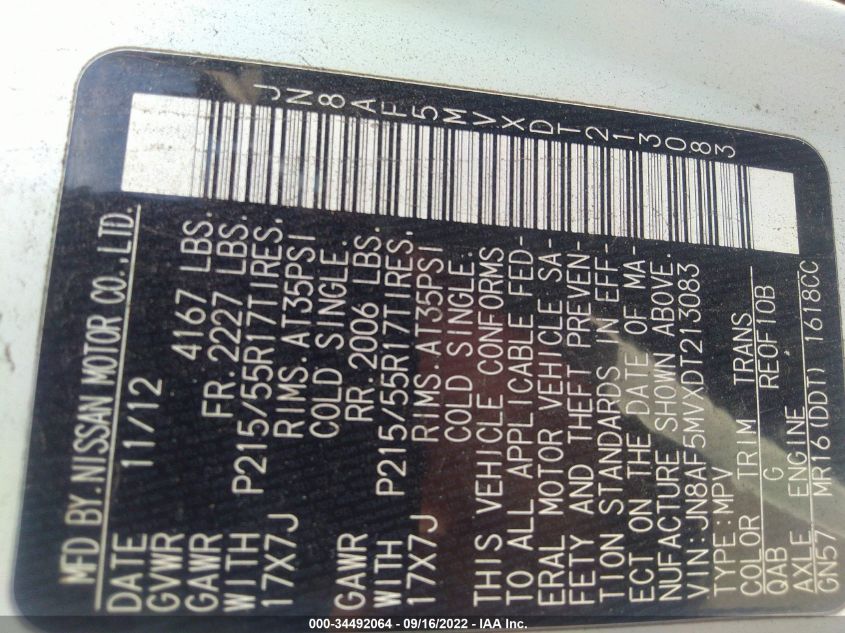 JN8AF5MVXDT213083
MFD BY.NISSAN MOTOR CO.,LTD.
DATE 11/12
GVWR 4167 LBS.
GAWR FR.2227 LBS.
WITH P215/55R17TIRES,
17X7J RIMS.AT35PSI
COLD SINGLE.
GAWR RR.2006 LBS.
WITH P215/55R17TIRES,
17X7J RIMS.AT35PSI
COLD SINGLE.
THIS VEHICLE CONFORMS
TO ALL APPLICABLE FED-
ERAL MOTOR VEHICLE SA-
FETY AND THEFT PREVEN-
TION STANDARDS IN EFF-
ECT ON THE DATE OF MA-
NUFACTURE SHOWN ABOVE.
VIN:JN8AF5MVXDT213083
TYPE:MPV
COLOR TRIM TRANS
QAB G RE0F10B
AXLE ENGINE
GN57 MR16(DDT) 1618CC
000-34492064 - 09/16/2022 - IAA Inc.